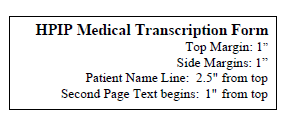 HPIP Medical Transcription Form
Top Margin: 1”
Side Margins: 1”
Patient Name Line:  2.5" from top
Second Page Text begins:  1" from top